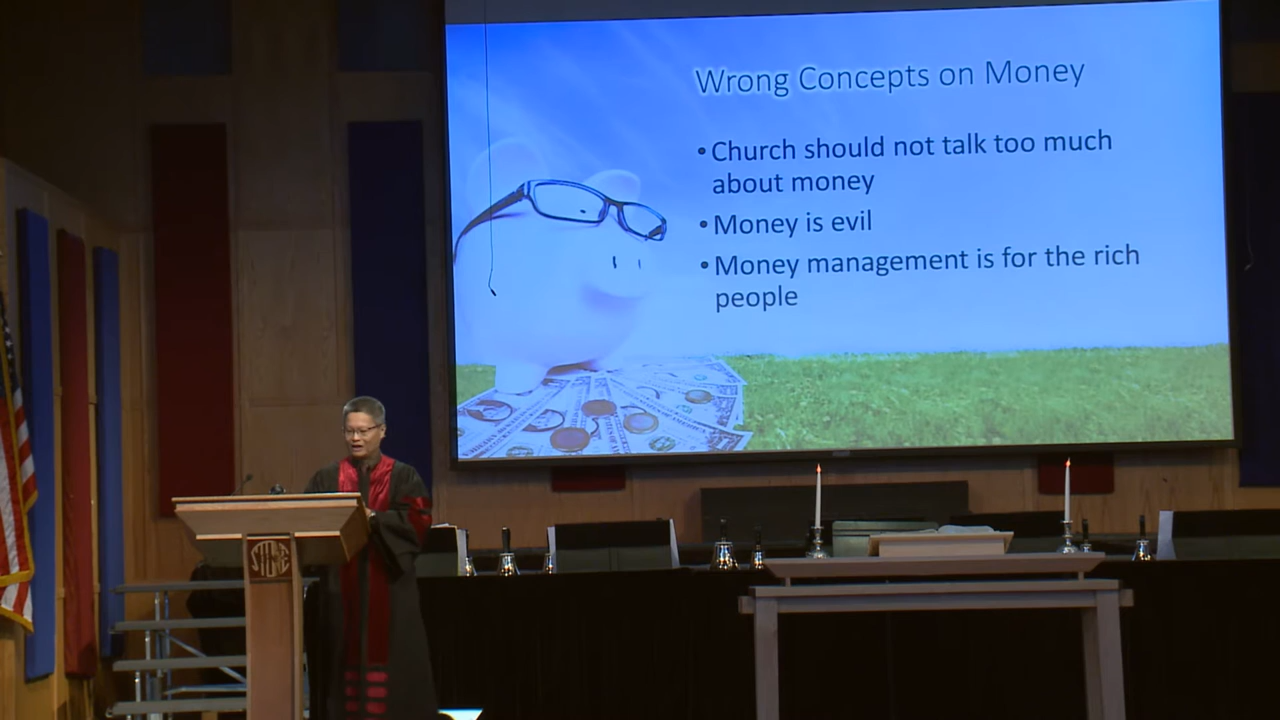 Wrong Concepts on Money
•Church should not talk too much
about money
•Money is evil
•Money management is for the rich
people
STONE